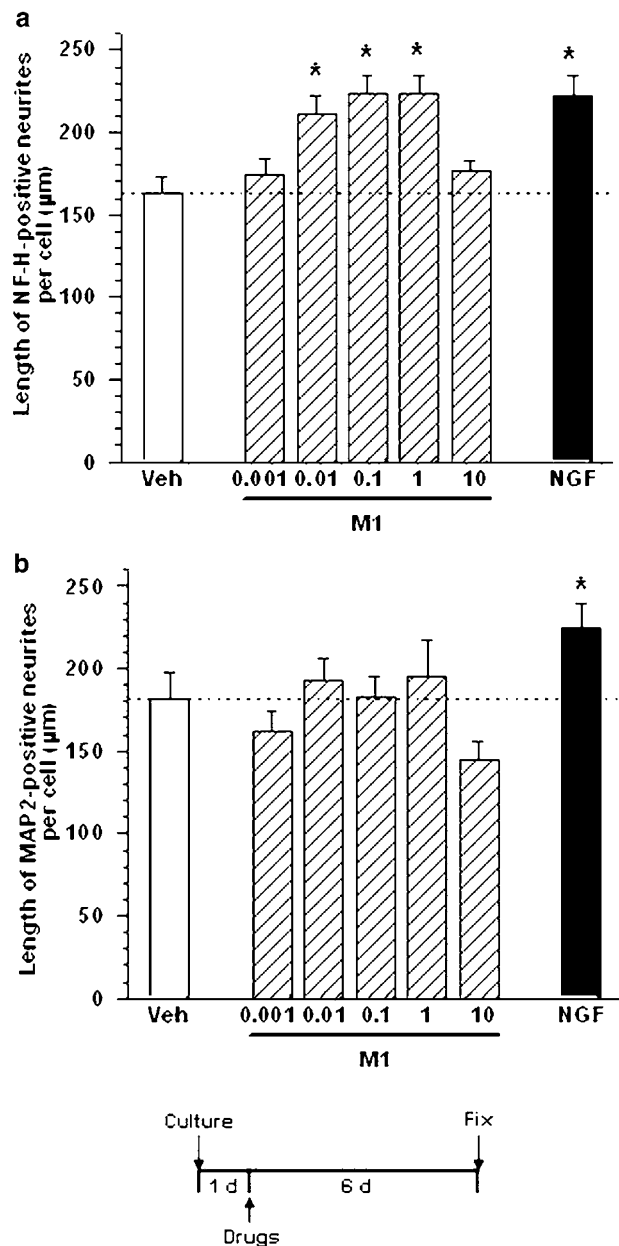 a
Length of NF-H-positive neurites
per cell (μm)
250
200
150
100
50
0
* * * *
Veh 0.001 0.01 0.1 1 10 NGF
M1
b
Length of MAP2-positive neurites
per cell (μm)
250
200
150
100
50
0
*
Veh 0.001 0.01 0.1 1 10 NGF
M1
Culture Fix
1 d 6 d
Drugs